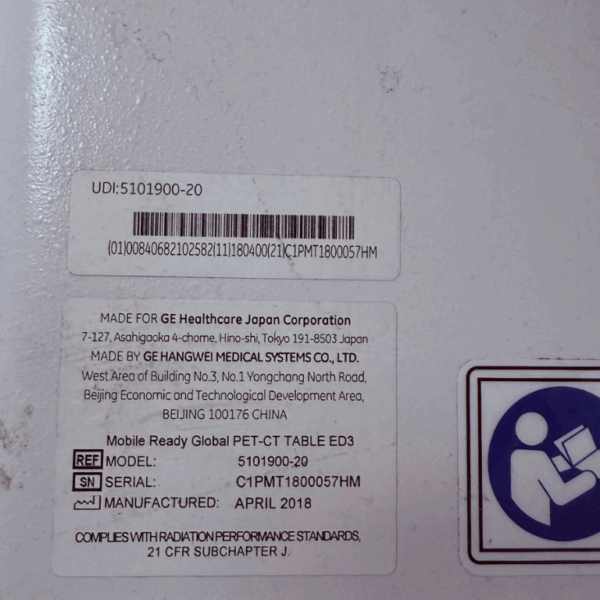 UDI:5101900-20
(01)00840682102582(11)180400(21)C1PMT1800057HM
MADE FOR GE Healthcare Japan Corporation
7-127, Asahigaoka 4-chome, Hino-shi, Tokyo 191-8503 Japan
MADE BY GE HANGWEI MEDICAL SYSTEMS CO., LTD.
West Area of Building No.3, No.1 Yongchang North Road,
Beijing Economic and Technological Development Area,
BEIJING 100176 CHINA
Mobile Ready Global PET-CT TABLE ED3
REF MODEL: 5101900-20
SN SERIAL: C1PMT1800057HM
MANUFACTURED: APRIL 2018
COMPLIES WITH RADIATION PERFORMANCE STANDARDS,
21 CFR SUBCHAPTER J.